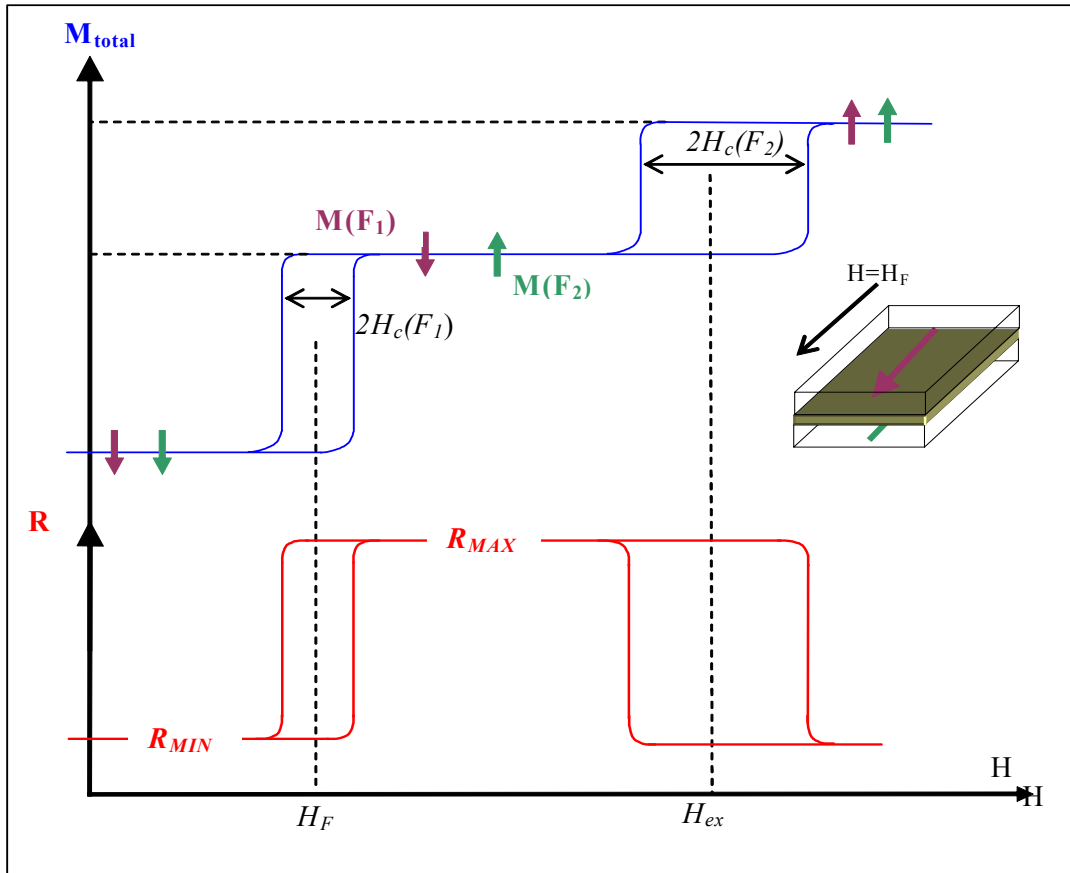 M_total
2H_c(F_2)
M(F_1)
M(F_2)
H=H_F
2H_c(F_1)
R
R_MAX
R_MIN
H
H
H_F
H_ex